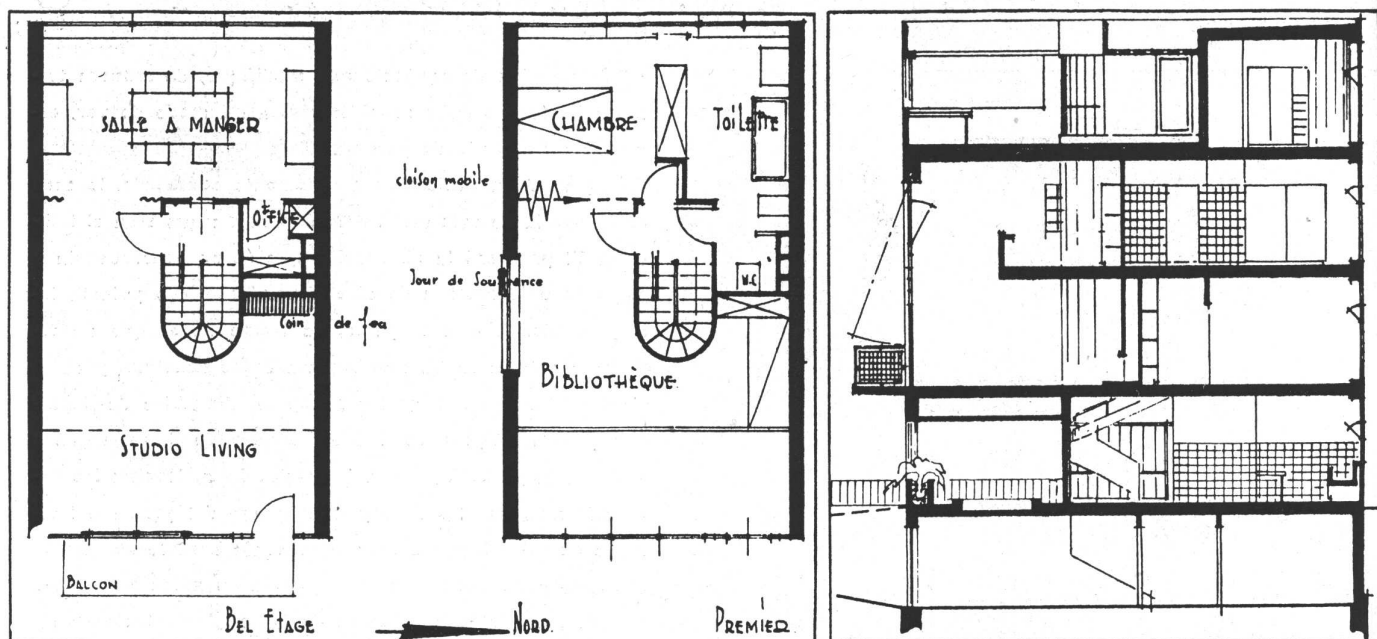 SALLE A MANGER
OFFICE
Coin de feu
STUDIO LIVING
BALCON
BEL ETAGE
NORD.
CHAMBRE
TOILETTE
cloison mobile
Jour de Souffrance
W.C
BIBLIOTHÈQUE
PREMIER